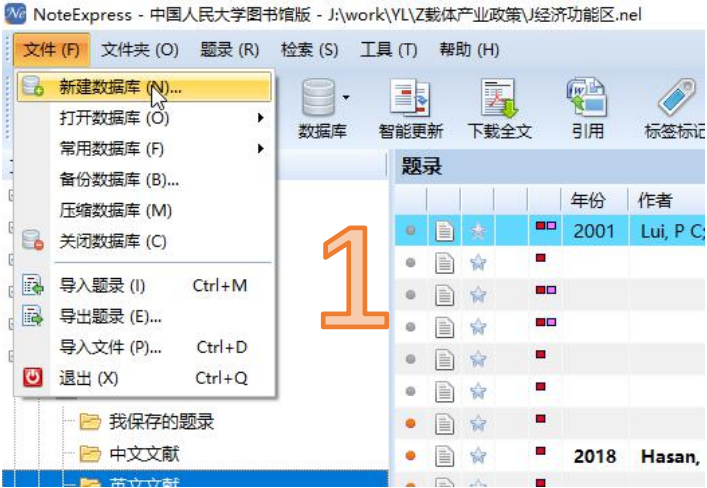 NoteExpress - 中国人民大学图书馆版 - J:\work\YL\Z载体产业政策\J经济功能区.nel
文件 (F) 文件夹 (O) 题录 (R) 检索 (S) 工具 (T) 帮助 (H)
新建数据库 (N)...
打开数据库 (O)
常用数据库 (F)
备份数据库 (B)...
压缩数据库 (M)
关闭数据库 (C)
导入题录 (I) Ctrl+M
导出题录 (E)...
导入文件 (P)... Ctrl+D
退出 (X) Ctrl+Q
数据库 智能更新 下载全文 引用 标签标记
题录
年份 作者
2001 Lui, P C;
1
我保存的题录
中文文献
2018 Hasan,
英文文献